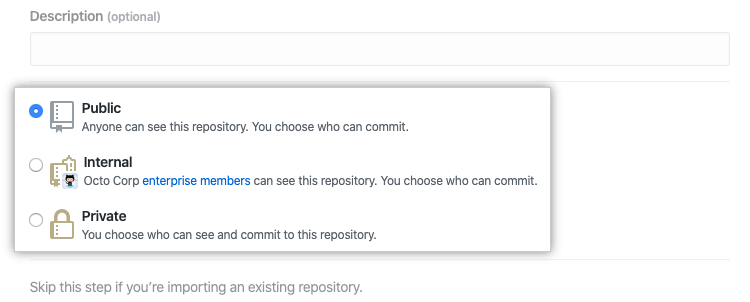 Description (optional)
Public
Anyone can see this repository. You choose who can commit.
Internal
Octo Corp enterprise members can see this repository. You choose who can commit.
Private
You choose who can see and commit to this repository.
Skip this step if you’re importing an existing repository.